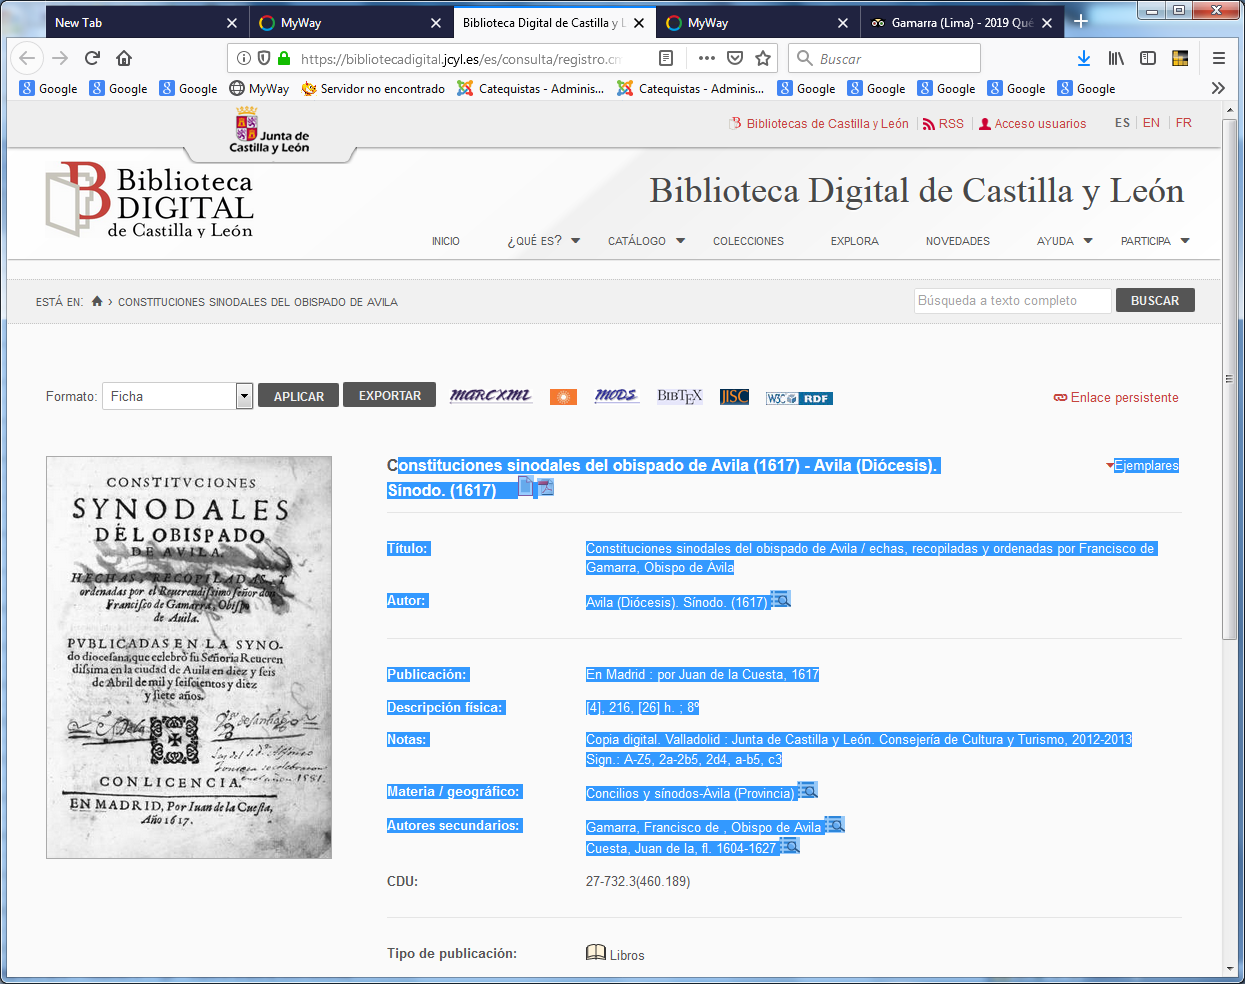 New Tab
MyWay
Biblioteca Digital de Castilla y L
MyWay
Gamarra (Lima) - 2019 Qué
https://bibliotecadigital.jcyl.es/es/consulta/registro.cm
Buscar
Google
Google
Google
MyWay
Servidor no encontrado
Catequistas - Adminis...
Catequistas - Adminis...
Google
Google
Google
Google
Google
Junta de
Castilla y León
Bibliotecas de Castilla y León
RSS
Acceso usuarios
ES
EN
FR
Biblioteca
DIGITAL
de Castilla y León
Biblioteca Digital de Castilla y León
INICIO
¿QUÉ ES?
CATÁLOGO
COLECCIONES
EXPLORA
NOVEDADES
AYUDA
PARTICIPA
ESTÁ EN: › CONSTITUCIONES SINODALES DEL OBISPADO DE AVILA
Búsqueda a texto completo
BUSCAR
Formato:
Ficha
APLICAR
EXPORTAR
MARCXML
MODS
BIBTEX
JISC
W3C RDF
Enlace persistente
Constituciones sinodales del obispado de Avila (1617) - Avila (Diócesis).
Sínodo. (1617)
Ejemplares
CONSTITVCIONES
SYNODALES
DEL OBISPADO
DE AVILA.
HECHAS, RECOPILADAS, Y
ordenadas por el Reuerendissimo señor don
Francisco de Gamarra, Obispo
de Auila.
PVBLICADAS EN LA SYNO-
do diocesana, que celebrò su Señoria Reueren
dissima en la ciudad de Auila en diez y seis
de Abril de mil y seiscientos y diez
y siete años.
CON LICENCIA.
EN MADRID, Por Iuan de la Cuesta,
Año 1617.
Título:
Constituciones sinodales del obispado de Avila / echas, recopiladas y ordenadas por Francisco de
Gamarra, Obispo de Avila
Autor:
Avila (Diócesis). Sínodo. (1617)
Publicación:
En Madrid : por Juan de la Cuesta, 1617
Descripción física:
[4], 216, [26] h. ; 8º
Notas:
Copia digital. Valladolid : Junta de Castilla y León. Consejería de Cultura y Turismo, 2012-2013
Sign.: A-Z5, 2a-2b5, 2d4, a-b5, c3
Materia / geográfico:
Concilios y sínodos-Ávila (Provincia)
Autores secundarios:
Gamarra, Francisco de , Obispo de Avila
Cuesta, Juan de la, fl. 1604-1627
CDU:
27-732.3(460.189)
Tipo de publicación:
Libros